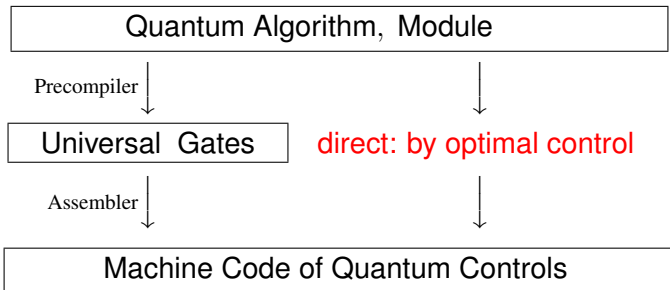 Quantum Algorithm, Module
Precompiler
Universal Gates direct: by optimal control
Assembler
Machine Code of Quantum Controls